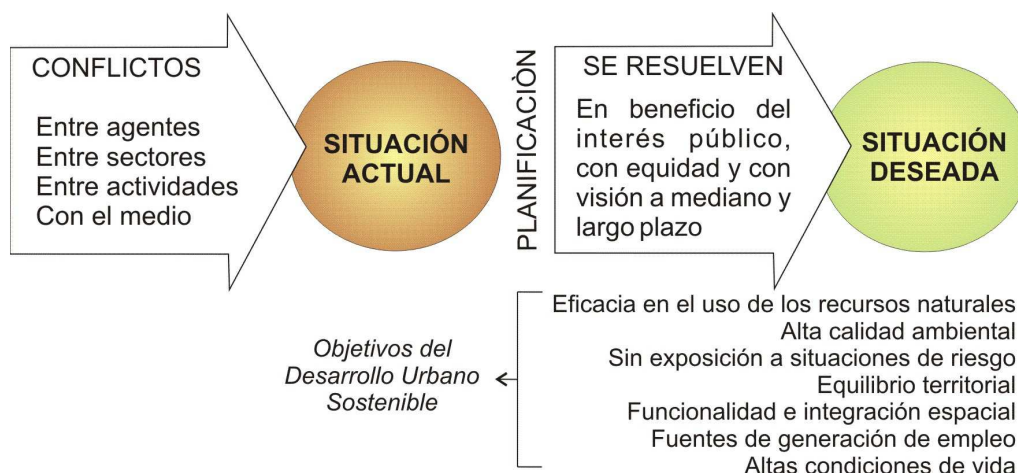 CONFLICTOS
Entre agentes
Entre sectores
Entre actividades
Con el medio
SITUACIÓN
ACTUAL
PLANIFICACIÒN
SE RESUELVEN
En beneficio del
interés público,
con equidad y con
visión a mediano y
largo plazo
SITUACIÓN
DESEADA
Objetivos del
Desarrollo Urbano
Sostenible
Eficacia en el uso de los recursos naturales
Alta calidad ambiental
Sin exposición a situaciones de riesgo
Equilibrio territorial
Funcionalidad e integración espacial
Fuentes de generación de empleo
Altas condiciones de vida